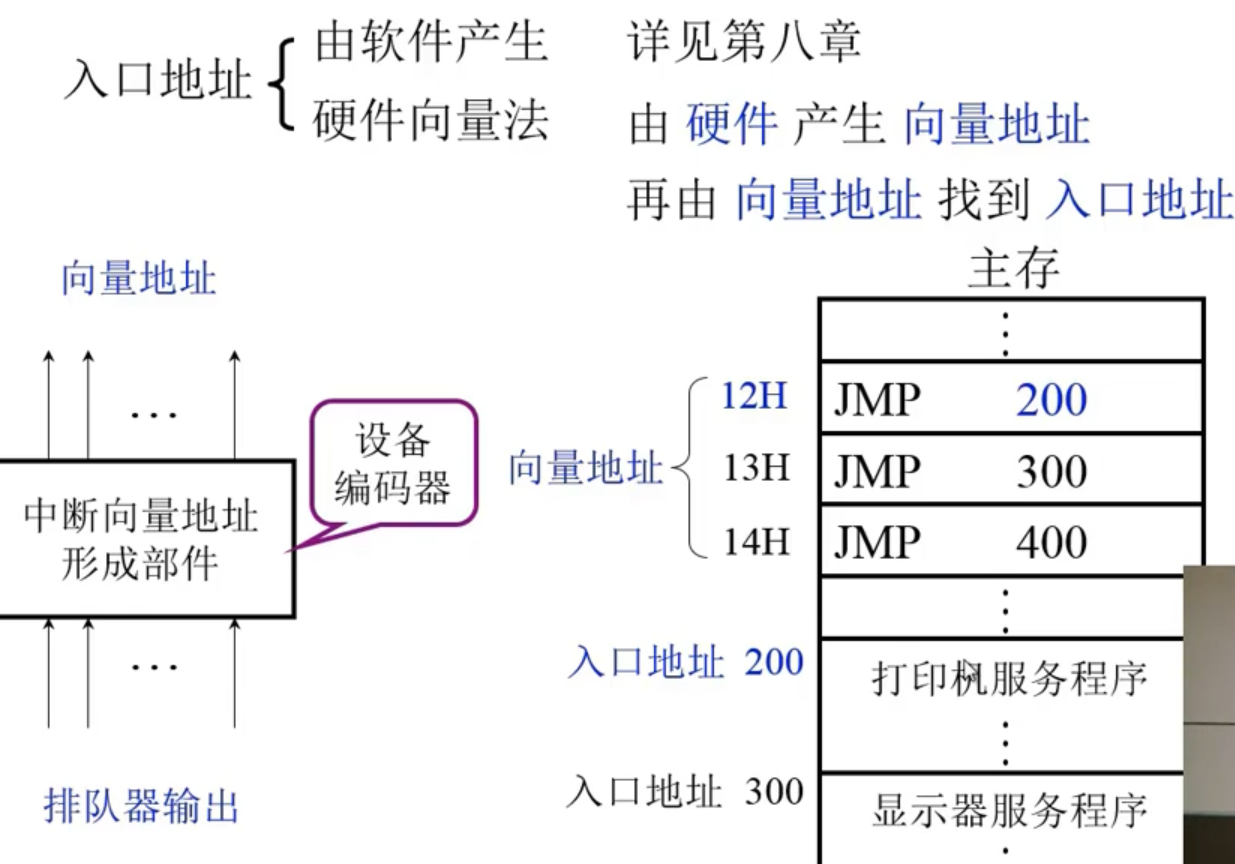 入口地址
由软件产生 详见第八章
硬件向量法 由 硬件 产生 向量地址
再由 向量地址 找到 入口地址
主存
向量地址
…
中断向量地址
形成部件
设备
编码器
…
排队器输出
向量地址
12H JMP 200
13H JMP 300
14H JMP 400
入口地址 200 打印机服务程序
入口地址 300 显示器服务程序